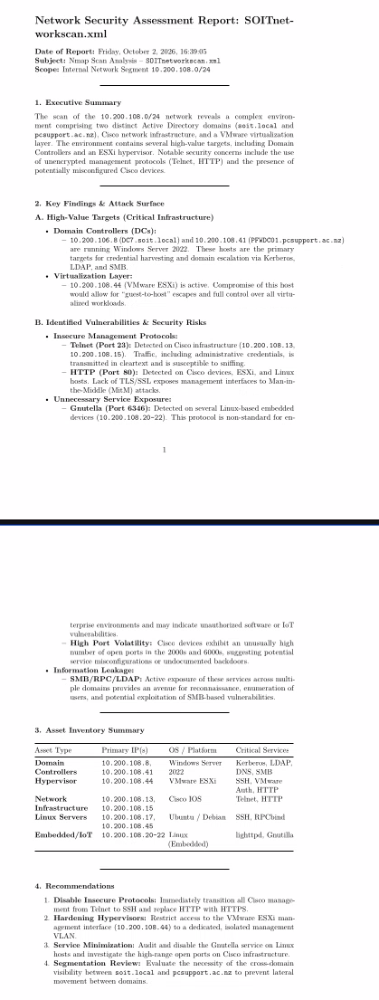 Network Security Assessment Report: SOITnet-
workscan.xml
Date of Report: Friday, October 2, 2026, 16:39:05
Subject: Nmap Scan Analysis – SOITnetworkscan.xml
Scope: Internal Network Segment 10.200.108.0/24
1. Executive Summary
The scan of the 10.200.108.0/24 network reveals a complex environ-
ment comprising two distinct Active Directory domains (soit.local and
pcsupport.ac.nz), Cisco network infrastructure, and a VMware virtualization
layer. The environment contains several high-value targets, including Domain
Controllers and an ESXi hypervisor. Notable security concerns include the use
of unencrypted management protocols (Telnet, HTTP) and the presence of
potentially misconfigured Cisco devices.
2. Key Findings & Attack Surface
A. High-Value Targets (Critical Infrastructure)
• Domain Controllers (DCs):
– 10.200.106.8 (DC7.soit.local) and 10.200.108.41 (PFWDC01.pcsupport.ac.nz)
are running Windows Server 2022. These hosts are the primary
targets for credential harvesting and domain escalation via Kerberos,
LDAP, and SMB.
• Virtualization Layer:
– 10.200.108.44 (VMware ESXi) is active. Compromise of this host
would allow for "guest-to-host" escapes and full control over all virtu-
alized workloads.
B. Identified Vulnerabilities & Security Risks
• Insecure Management Protocols:
– Telnet (Port 23): Detected on Cisco infrastructure (10.200.108.13,
10.200.108.15). Traffic, including administrative credentials, is
transmitted in cleartext and is susceptible to sniffing.
– HTTP (Port 80): Detected on Cisco devices, ESXi, and Linux
hosts. Lack of TLS/SSL exposes management interfaces to Man-in-
the-Middle (MitM) attacks.
• Unnecessary Service Exposure:
– Gnutella (Port 6346): Detected on several Linux-based embedded
devices (10.200.108.20-22). This protocol is non-standard for en-
1
terprise environments and may indicate unauthorized software or IoT
vulnerabilities.
– High Port Volatility: Cisco devices exhibit an unusually high
number of open ports in the 2000s and 6000s, suggesting potential
service misconfigurations or undocumented backdoors.
• Information Leakage:
– SMB/RPC/LDAP: Active exposure of these services across multi-
ple domains provides an avenue for reconnaissance, enumeration of
users, and potential exploitation of SMB-based vulnerabilities.
3. Asset Inventory Summary
Asset Type Primary IP(s) OS / Platform Critical Services
Domain 10.200.108.8, Windows Server Kerberos, LDAP,
Controllers 10.200.108.41 2022 DNS, SMB
Hypervisor 10.200.108.44 VMware ESXi SSH, VMware
Auth, HTTP
Network 10.200.108.13, Cisco IOS Telnet, HTTP
Infrastructure 10.200.108.15
Linux Servers 10.200.108.17, Ubuntu / Debian SSH, RPCbind
10.200.108.45
Embedded/IoT 10.200.108.20-22 Linux lighttpd, Gnutilla
(Embedded)
4. Recommendations
1. Disable Insecure Protocols: Immediately transition all Cisco manage-
ment from Telnet to SSH and replace HTTP with HTTPS.
2. Hardening Hypervisors: Restrict access to the VMware ESXi man-
agement interface (10.200.108.44) to a dedicated, isolated management
VLAN.
3. Service Minimization: Audit and disable the Gnutella service on Linux
hosts and investigate the high-range open ports on Cisco infrastructure.
4. Segmentation Review: Evaluate the necessity of the cross-domain
visibility between soit.local and pcsupport.ac.nz to prevent lateral
movement between domains.